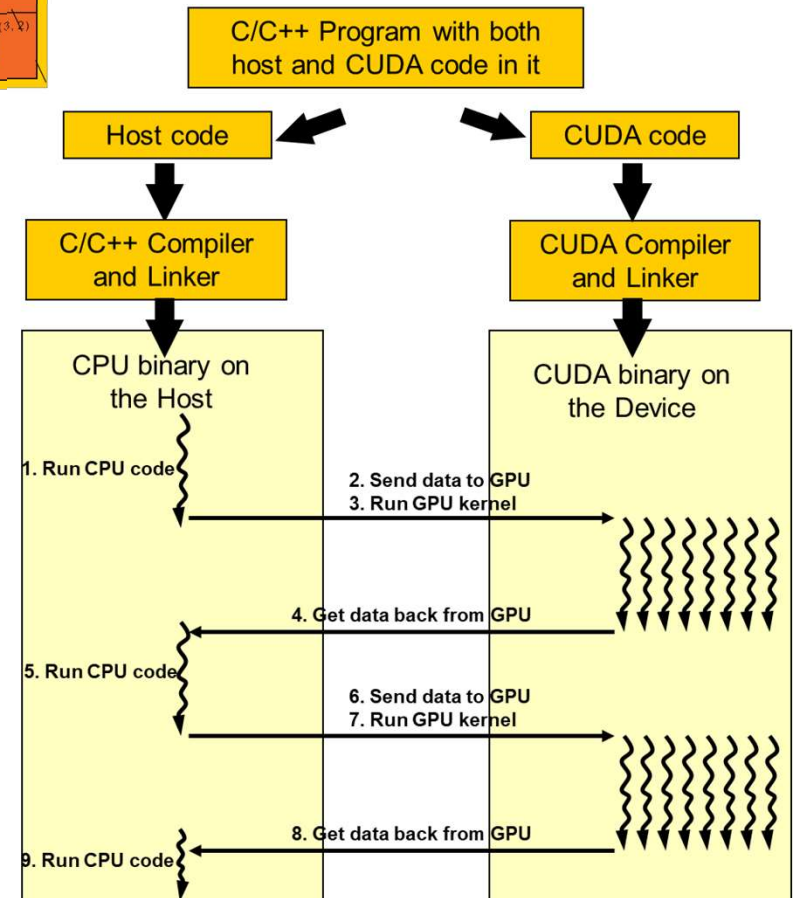 (3, 2)
C/C++ Program with both
host and CUDA code in it
Host code
CUDA code
C/C++ Compiler
and Linker
CUDA Compiler
and Linker
CPU binary on
the Host
CUDA binary on
the Device
1. Run CPU code
2. Send data to GPU
3. Run GPU kernel
4. Get data back from GPU
5. Run CPU code
6. Send data to GPU
7. Run GPU kernel
8. Get data back from GPU
9. Run CPU code